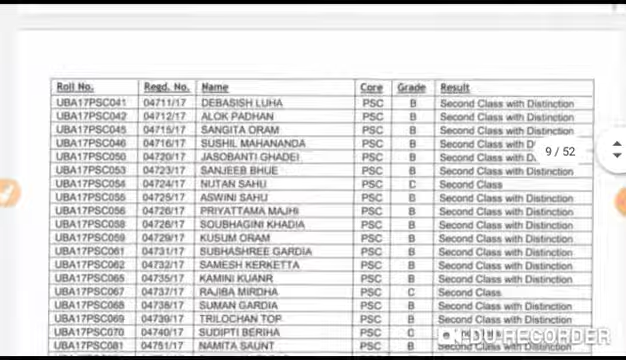 Roll No. Regd. No. Name Core Grade Result
UBA17PSC041 04711/17 DEBASISH LUHA PSC B Second Class with Distinction
UBA17PSC042 04712/17 ALOK PADHAN PSC B Second Class with Distinction
UBA17PSC045 04715/17 SANGITA ORAM PSC B Second Class with Distinction
UBA17PSC046 04716/17 SUSHIL MAHANANDA PSC B Second Class with
UBA17PSC050 04720/17 JASOBANTI GHADEI PSC B Second Class with
9 / 52
UBA17PSC053 04723/17 SANJEEB BHUE PSC B Second Class with
UBA17PSC054 04724/17 NUTAN SAHU PSC C Second Class
UBA17PSC055 04725/17 ASWINI SAHU PSC B Second Class with Distinction
UBA17PSC056 04726/17 PRIYATTAMA MAJHI PSC B Second Class with Distinction
UBA17PSC058 04728/17 SOUBHAGINI KHADIA PSC B Second Class with Distinction
UBA17PSC059 04729/17 KUSUM ORAM PSC B Second Class with Distinction
UBA17PSC061 04731/17 SUBHASHREE GARDIA PSC B Second Class with Distinction
UBA17PSC062 04732/17 SAMESH KERKETTA PSC B Second Class with Distinction
UBA17PSC065 04735/17 KAMINI KUANR PSC B Second Class with Distinction
UBA17PSC067 04737/17 RAJIBA MIRDHA PSC C Second Class
UBA17PSC068 04738/17 SUMAN GARDIA PSC B Second Class with Distinction
UBA17PSC069 04739/17 TRILOCHAN TOP PSC B Second Class with Distinction
UBA17PSC070 04740/17 SUDIPTI BERIHA PSC C
DU RECORDER
UBA17PSC081 04751/17 NAMITA SAUNT PSC B Second Class with Distinction